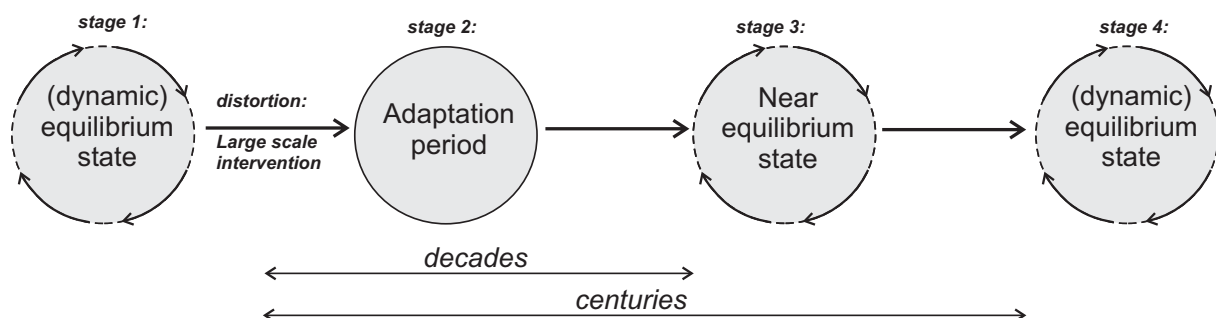 stage 1:
stage 2:
stage 3:
stage 4:
(dynamic)
equilibrium
state
distortion:
Large scale
intervention
Adaptation
period
Near
equilibrium
state
(dynamic)
equilibrium
state
decades
centuries